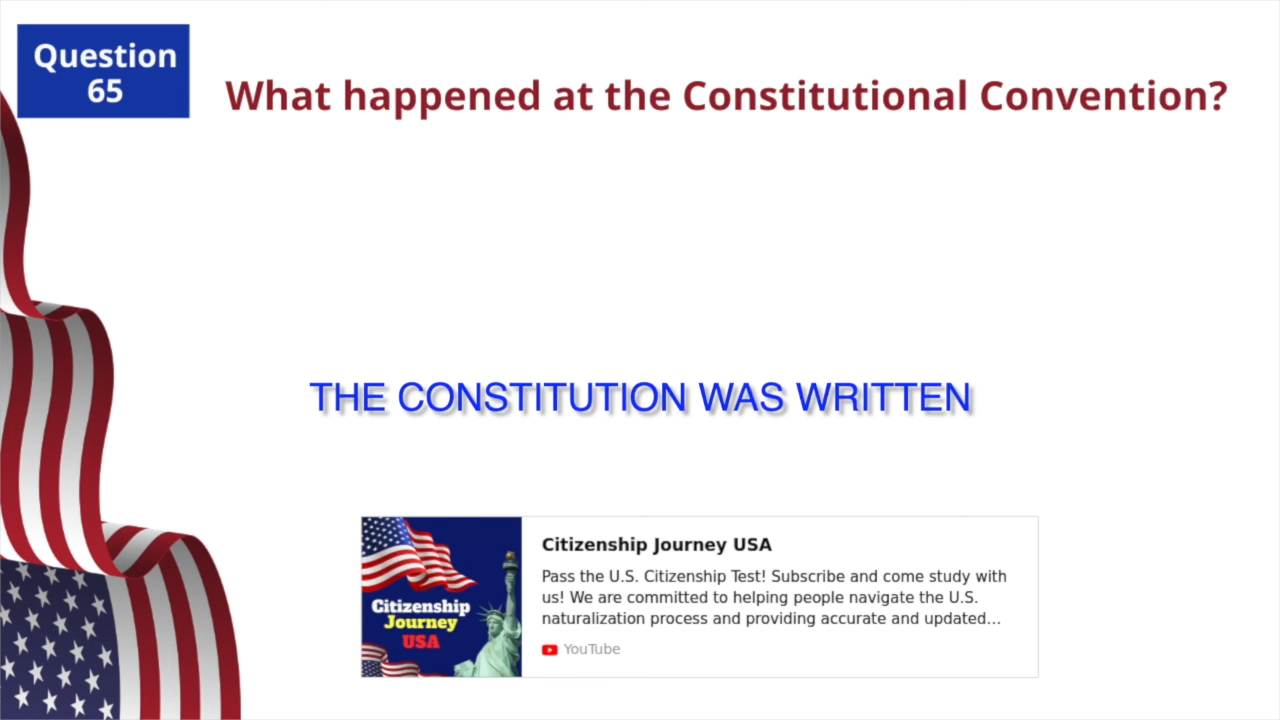 Question
65
What happened at the Constitutional Convention?
THE CONSTITUTION WAS WRITTEN
Citizenship
Journey
USA
Citizenship Journey USA
Pass the U.S. Citizenship Test! Subscribe and come study with
us! We are committed to helping people navigate the U.S.
naturalization process and providing accurate and updated...
YouTube